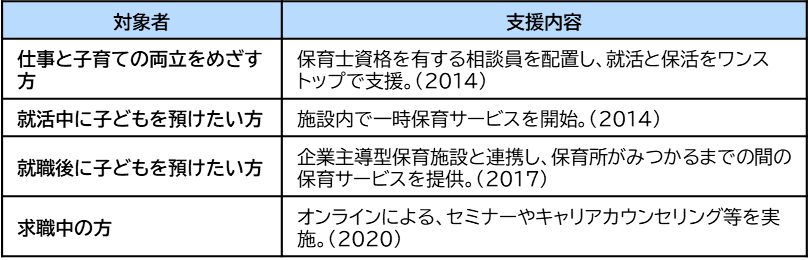 対象者
支援内容
仕事と子育ての両立をめざす
方
保育士資格を有する相談員を配置し、就活と保活をワンス
トップで支援。（2014）
就活中に子どもを預けたい方
施設内で一時保育サービスを開始。（2014）
就職後に子どもを預けたい方
企業主導型保育施設と連携し、保育所がみつかるまでの間の
保育サービスを提供。（2017）
求職中の方
オンラインによる、セミナーやキャリアカウンセリング等を実
施。（2020）